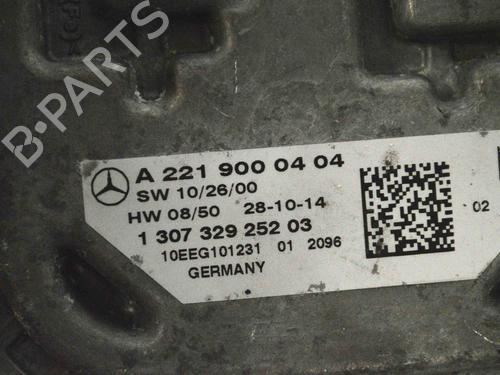 B-PARTS
A 221 900 04 04
SW 10/26/00
HW 08/50 28-10-14
1 307 329 252 03
10EEG101231 01 2096
GERMANY
02